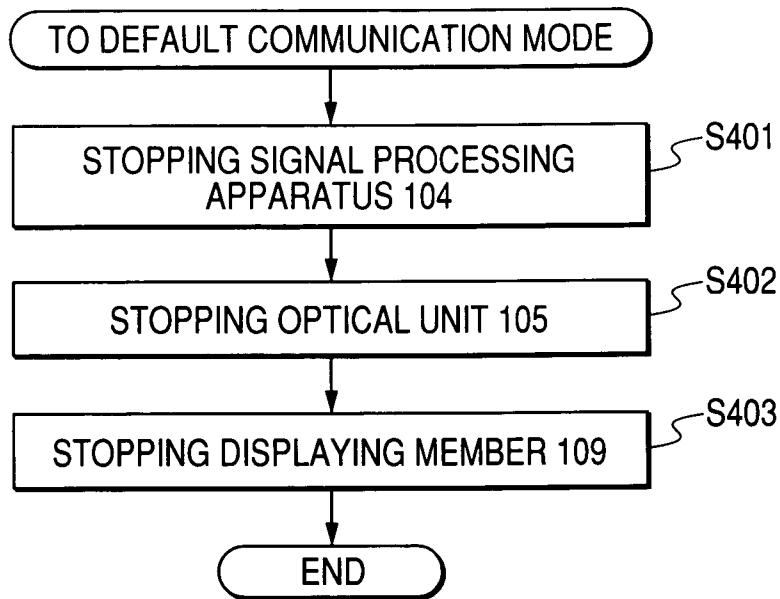 TO DEFAULT COMMUNICATION MODE
S401
STOPPING SIGNAL PROCESSING
APPARATUS 104
S402
STOPPING OPTICAL UNIT 105
S403
STOPPING DISPLAYING MEMBER 109
END